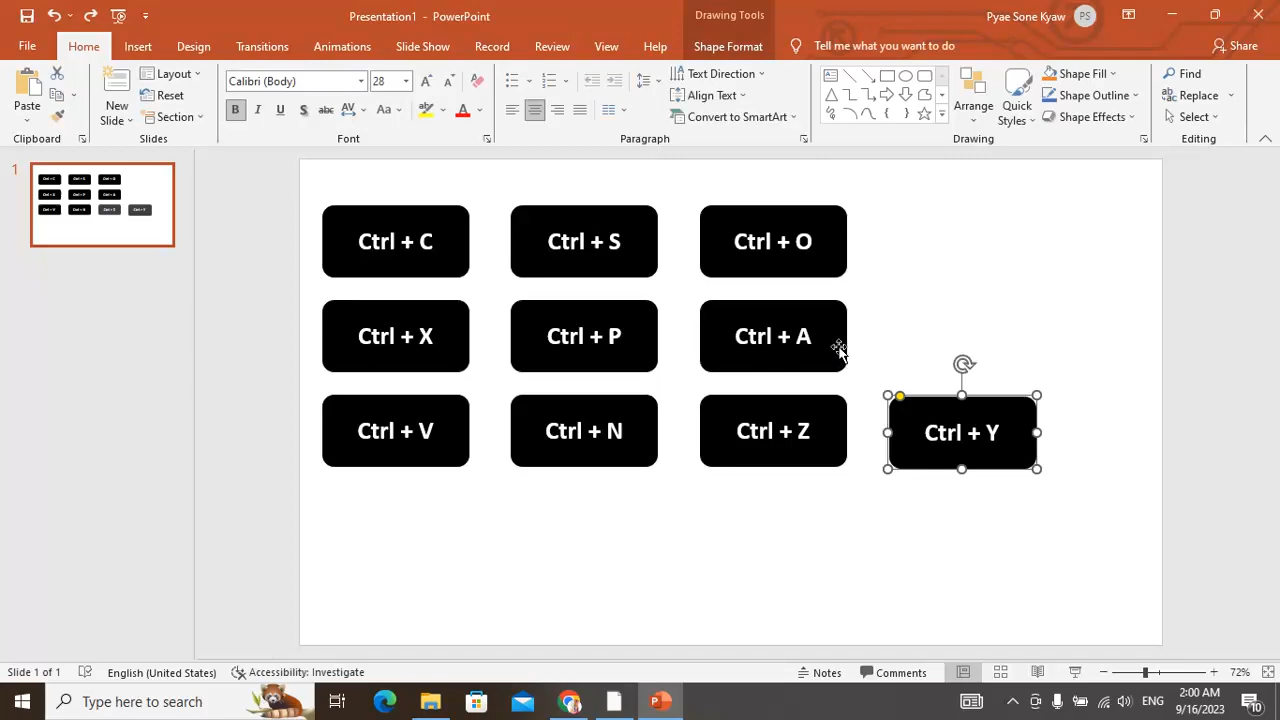 Presentation1 - PowerPoint
Drawing Tools
Pyae Sone Kyaw PS
File Home Insert Design Transitions Animations Slide Show Record Review View Help Shape Format Tell me what you want to do Share
Paste
New Slide
Layout
Reset
Section
Calibri (Body) 28
B I U S abc AV Aa A
Text Direction
Align Text
Convert to SmartArt
Arrange
Quick Styles
Shape Fill
Shape Outline
Shape Effects
Find
Replace
Select
Clipboard Slides Font Paragraph Drawing Editing
1
Ctrl + C Ctrl + S Ctrl + O
Ctrl + X Ctrl + P Ctrl + A
Ctrl + V Ctrl + N Ctrl + Z Ctrl + Y
Slide 1 of 1 English (United States) Accessibility: Investigate Notes Comments 72%
Type here to search
ENG
2:00 AM
9/16/2023
10